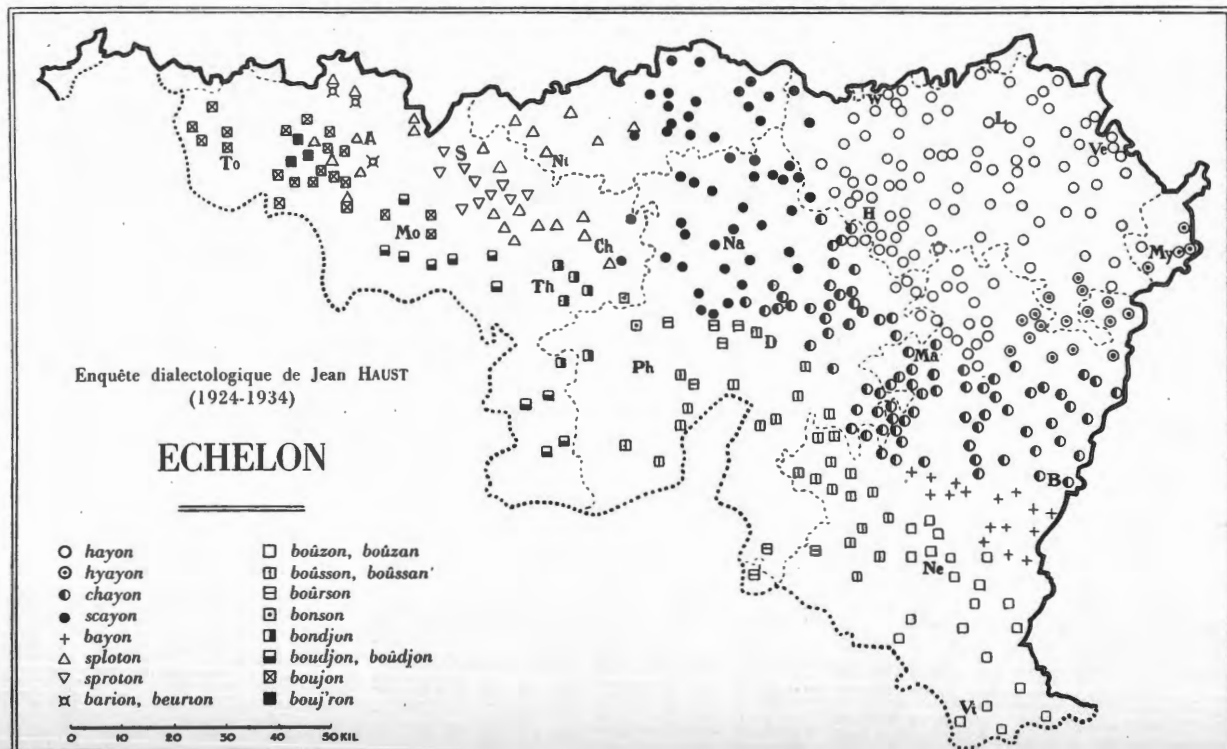 W
L
Ve
A
To
S
Ni
H
Mo
Ch
Na
My
Th
D
Ma
Ph
Enquête dialectologique de Jean HAUST
(1924-1934)
ECHELON
B
Ne
Vi
hayon
hyayon
chayon
scayon
bayon
sploton
sproton
barion, beurion
boûzon, boûzan
boûsson, boûssan
boûrson
bonson
bondjon
boudjon, boûdjon
boujon
bouj'ron
0 10 20 30 50 KIL